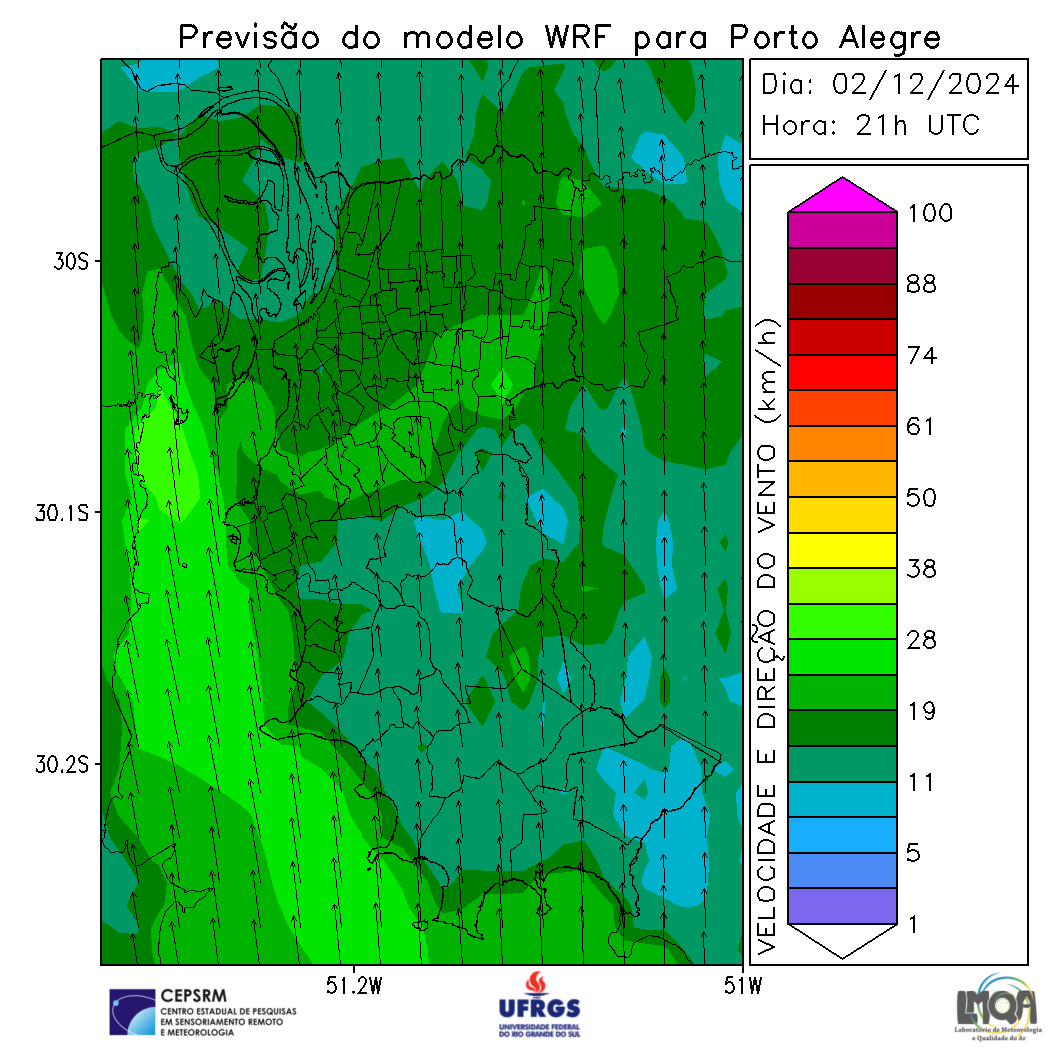 Previsão do modelo WRF para Porto Alegre
Dia: 02/12/2024
Hora: 21h UTC
30S
30.1S
30.2S
51.2W
51W
VELOCIDADE E DIREÇÃO DO VENTO (km/h)
100
88
74
61
50
38
28
19
11
5
1
CEPSRM
CENTRO ESTADUAL DE PESQUISAS
EM SENSORIAMENTO REMOTO
E METEOROLOGIA
UFRGS
UNIVERSIDADE FEDERAL
DO RIO GRANDE DO SUL
LMQA
Laboratório de Meteorologia
e Qualidade do Ar